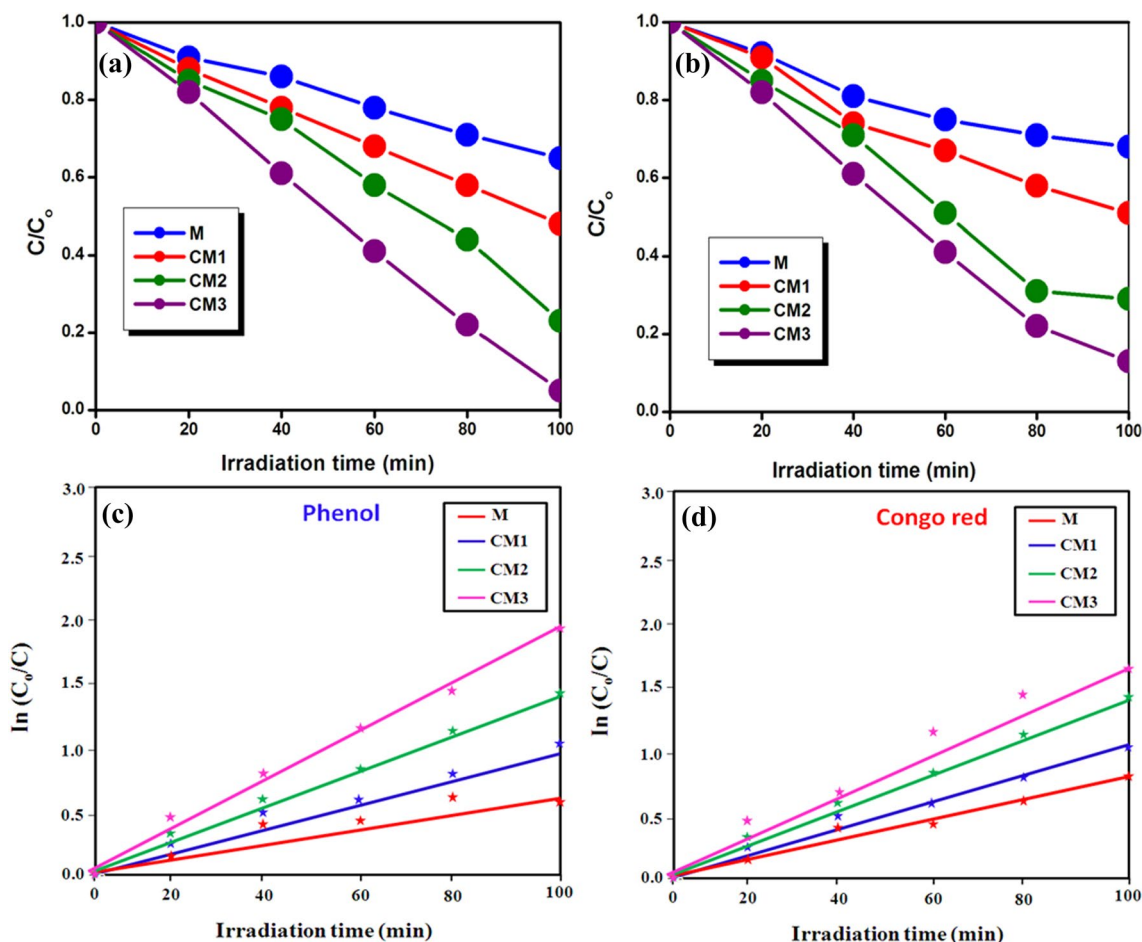 (a)
1.0
0.8
0.6
0.4
0.2
0.0
C/Cₒ
M
CM1
CM2
CM3
0 20 40 60 80 100
Irradiation time (min)
(b)
1.0
0.8
0.6
0.4
0.2
0.0
C/Cₒ
M
CM1
CM2
CM3
0 20 40 60 80 100
Irradiation time (min)
(c)
Phenol
3.0
2.5
2.0
1.5
1.0
0.5
0.0
In (C₀/C)
M
CM1
CM2
CM3
0 20 40 60 80 100
Irradiation time (min)
(d)
Congo red
3.0
2.5
2.0
1.5
1.0
0.5
0.0
In (C₀/C)
M
CM1
CM2
CM3
0 20 40 60 80 100
Irradiation time (min)